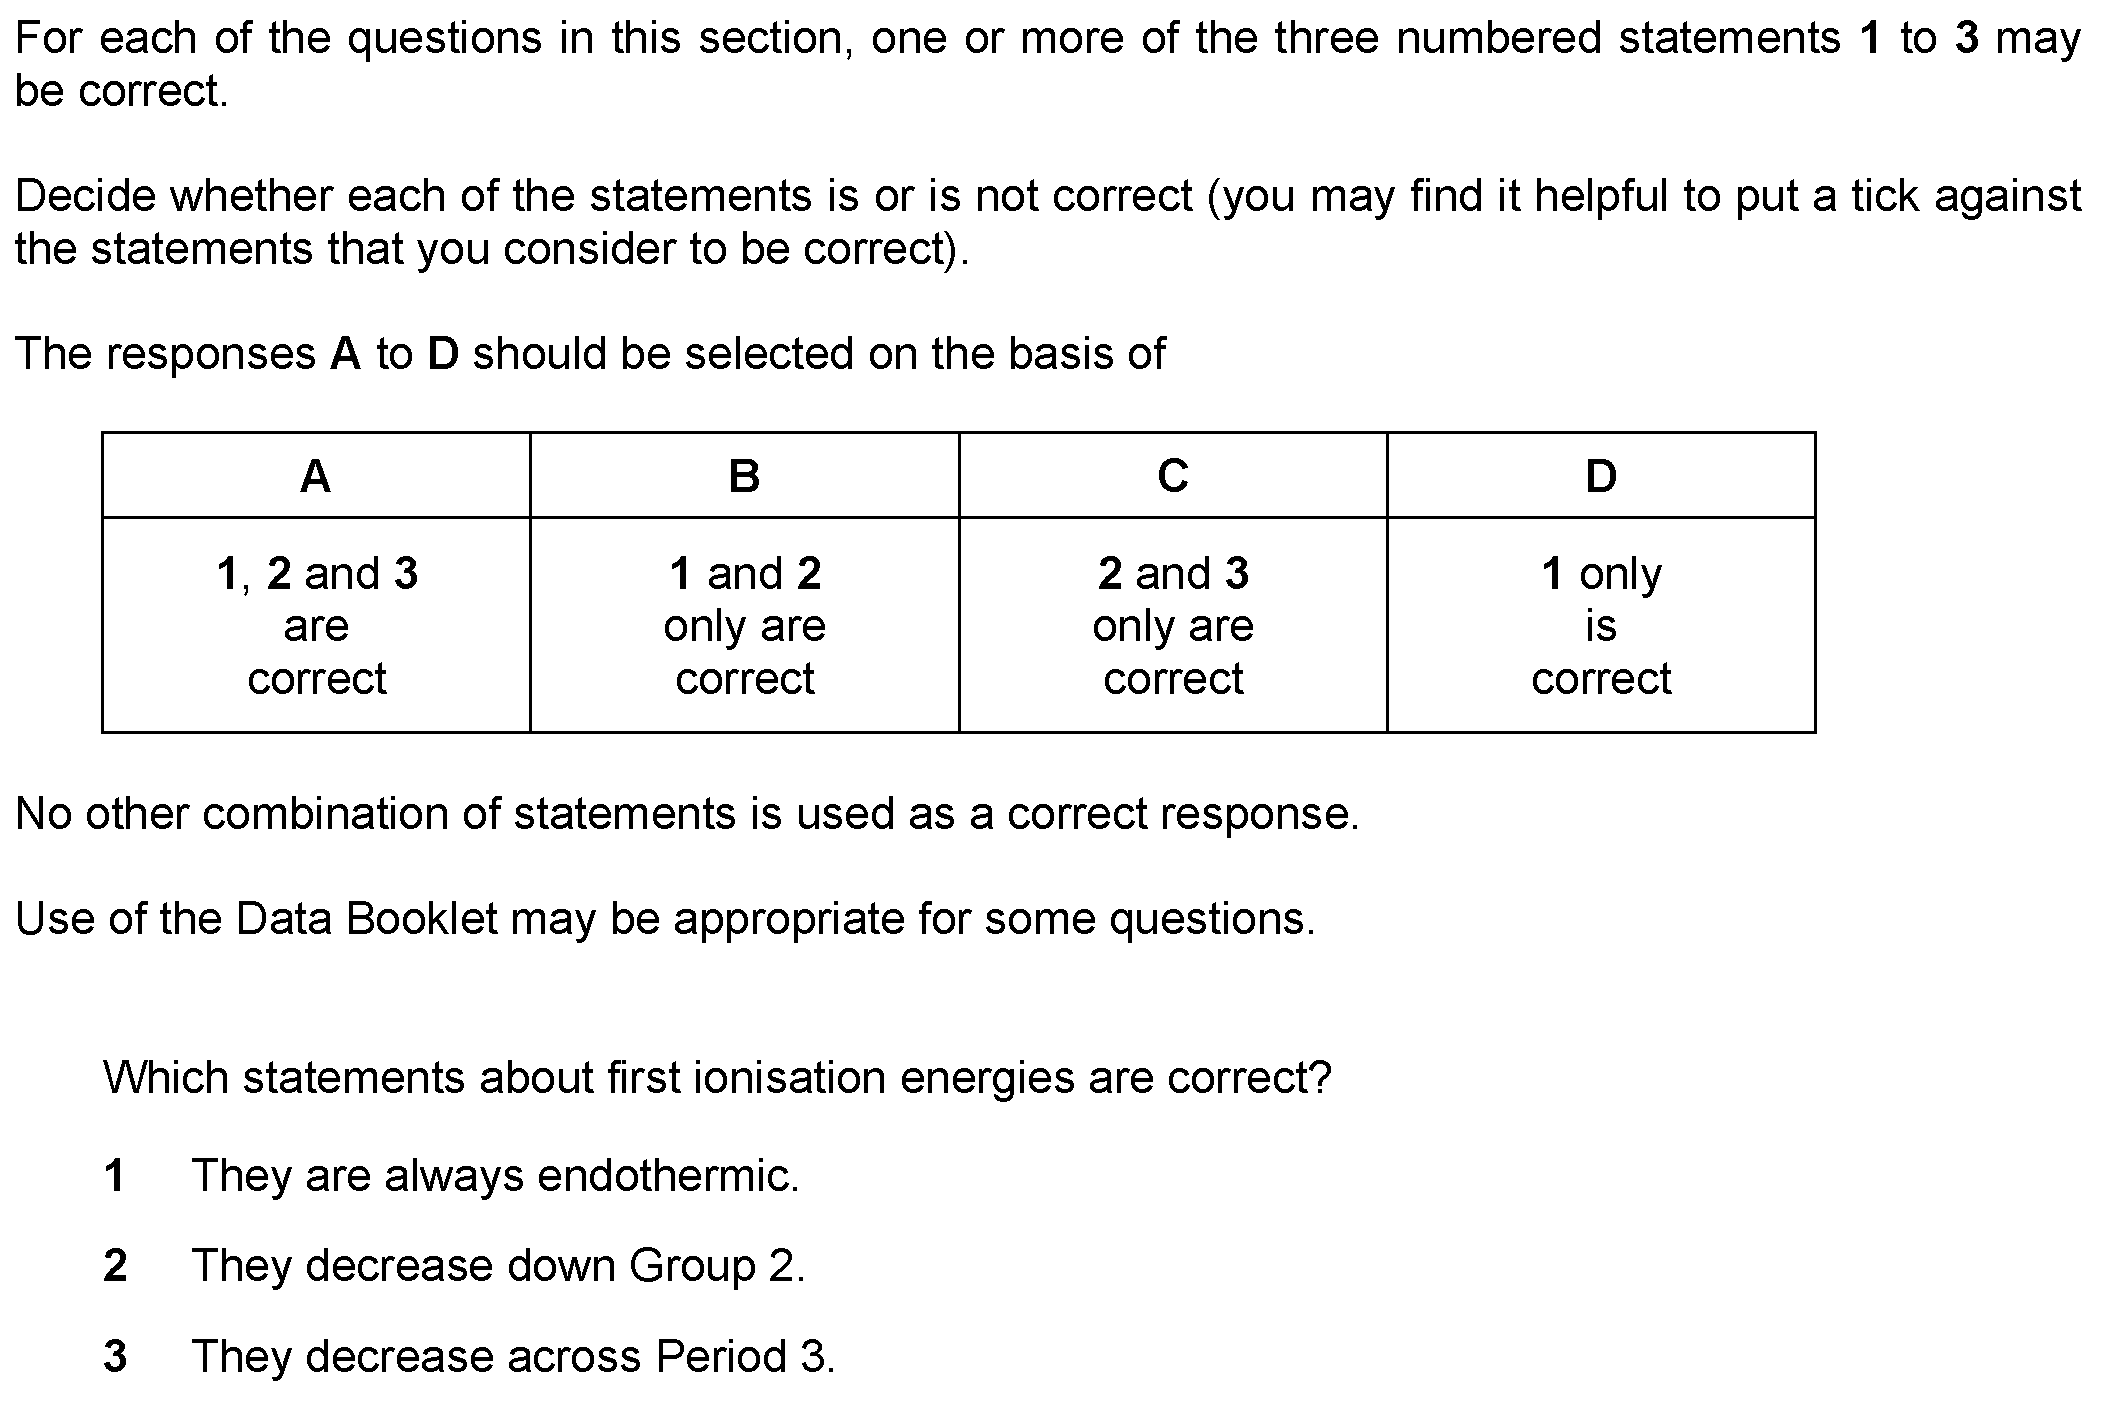 For each of the questions in this section, one or more of the three numbered statements 1 to 3 may
be correct.
Decide whether each of the statements is or is not correct (you may find it helpful to put a tick against
the statements that you consider to be correct).
The responses A to D should be selected on the basis of
A B C D
1, 2 and 3 1 and 2 2 and 3 1 only
are only are only are is
correct correct correct correct
No other combination of statements is used as a correct response.
Use of the Data Booklet may be appropriate for some questions.
Which statements about first ionisation energies are correct?
1 They are always endothermic.
2 They decrease down Group 2.
3 They decrease across Period 3.